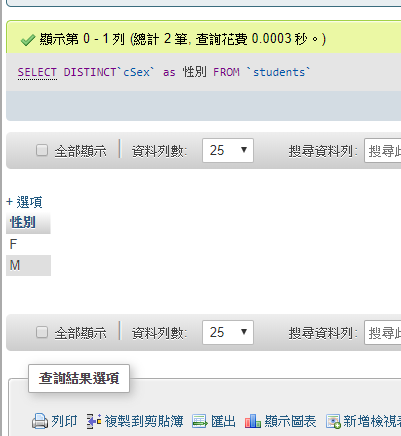 顯示第 0 - 1 列 (總計 2 筆, 查詢花費 0.0003 秒。)
SELECT DISTINCT`cSex` as 性別 FROM `students`
全部顯示 資料列數: 25 搜尋資料列: 搜尋
+ 選項
性別
F
M
全部顯示 資料列數: 25 搜尋資料列: 搜尋
查詢結果選項
列印 複製到剪貼簿 匯出 顯示圖表 新增檢視